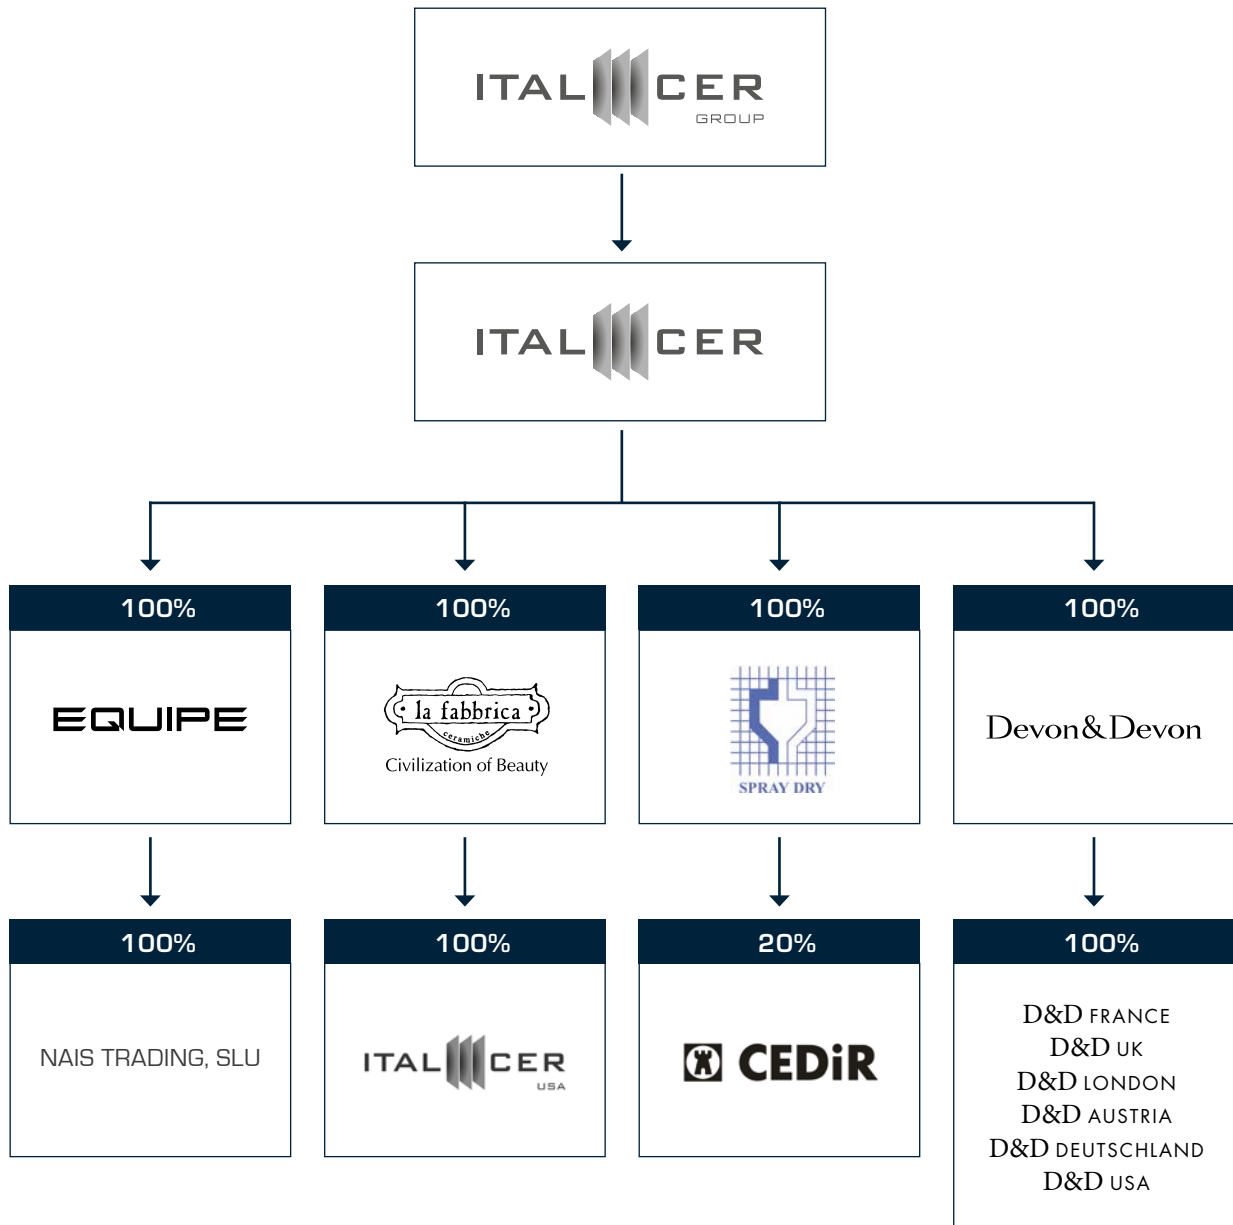 ITAL CER
GROUP
ITAL CER
100%
100%
100%
100%
EQUIPE
la fabbrica
ceramiche
Civilization of Beauty
SPRAY DRY
Devon&Devon
100%
100%
20%
100%
NAIS TRADING, SLU
ITAL CER
USA
CEDiR
D&D FRANCE
D&D UK
D&D LONDON
D&D AUSTRIA
D&D DEUTSCHLAND
D&D USA